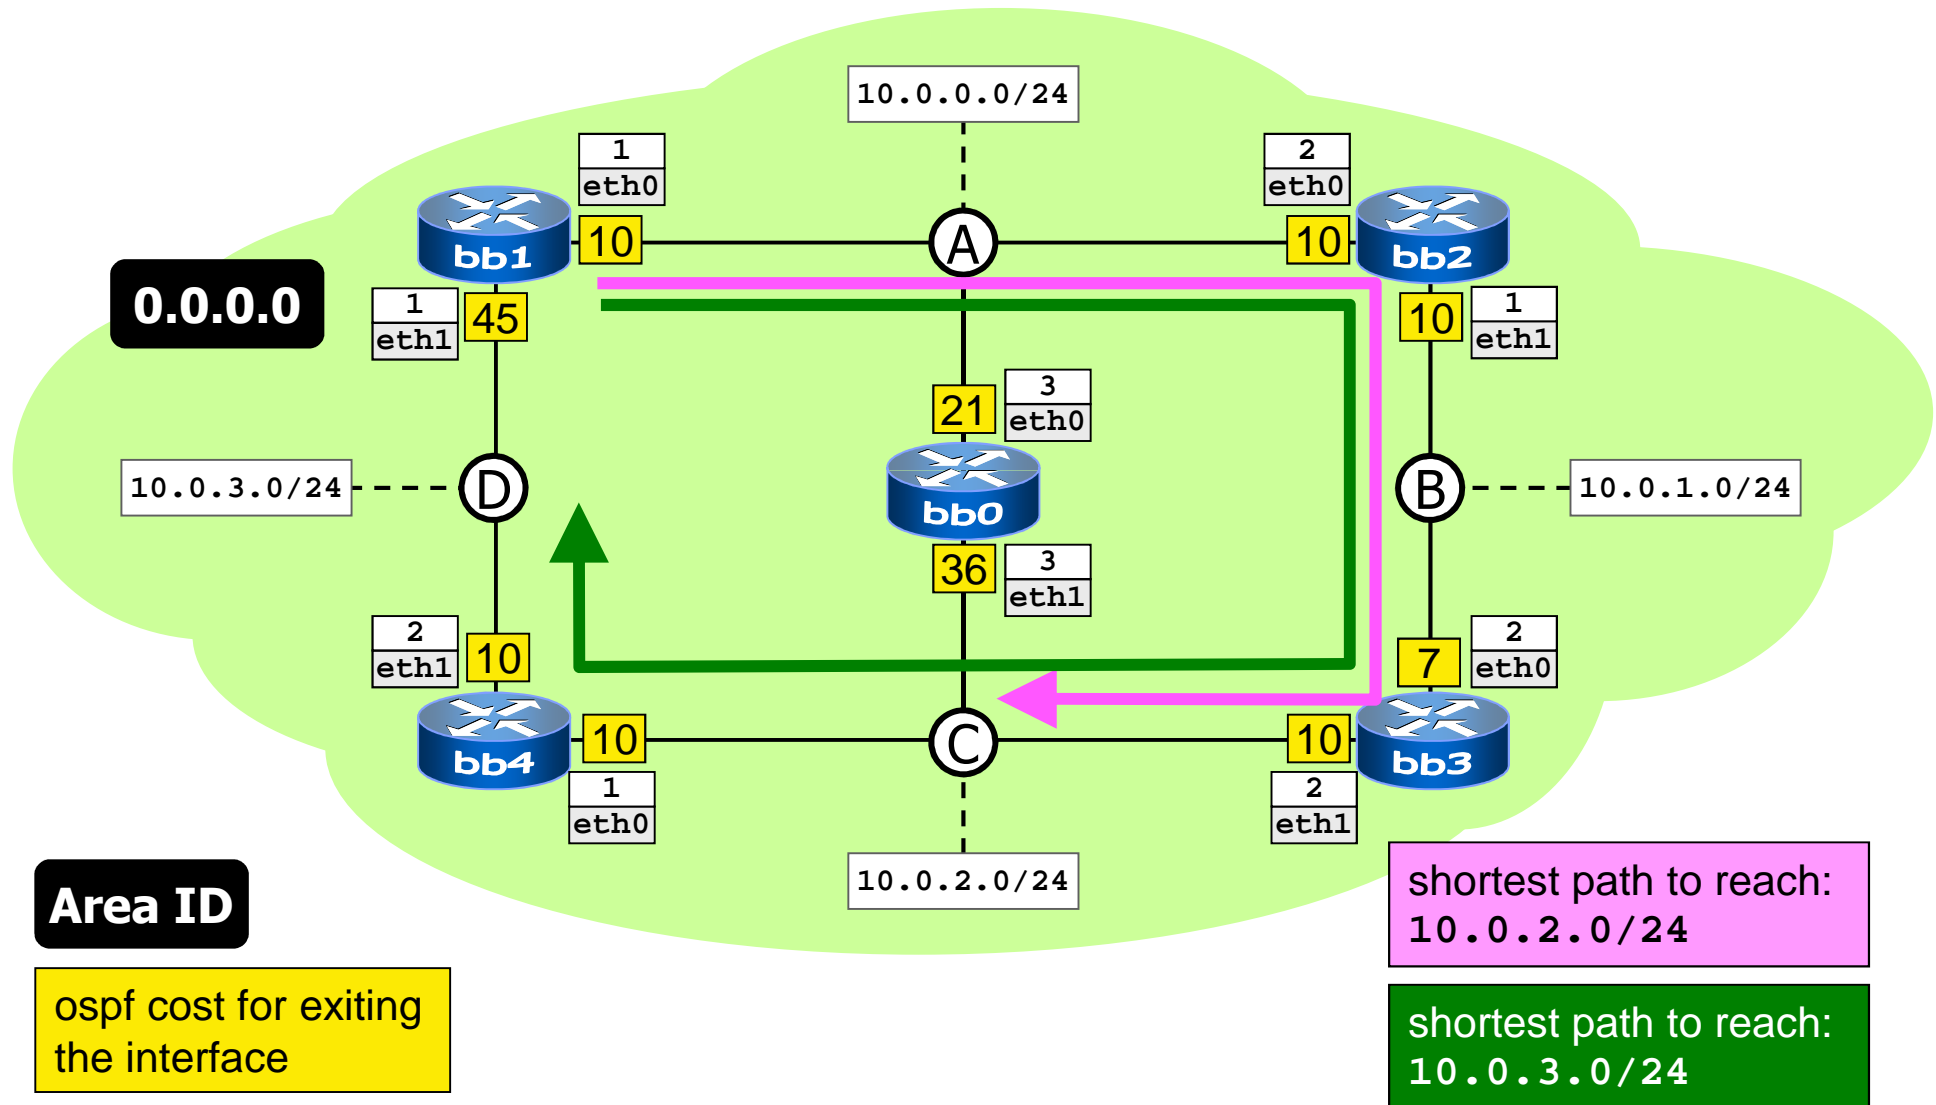 10.0.0.0/24
1
eth0
2
eth0
bb1
10
A
10
bb2
0.0.0.0
1
eth1
45
10
1
eth1
21
3
eth0
10.0.3.0/24
D
bb0
B
10.0.1.0/24
36
3
eth1
2
eth1
10
7
2
eth0
bb4
10
C
10
bb3
1
eth0
2
eth1
10.0.2.0/24
Area ID
shortest path to reach:
10.0.2.0/24
ospf cost for exiting
the interface
shortest path to reach:
10.0.3.0/24